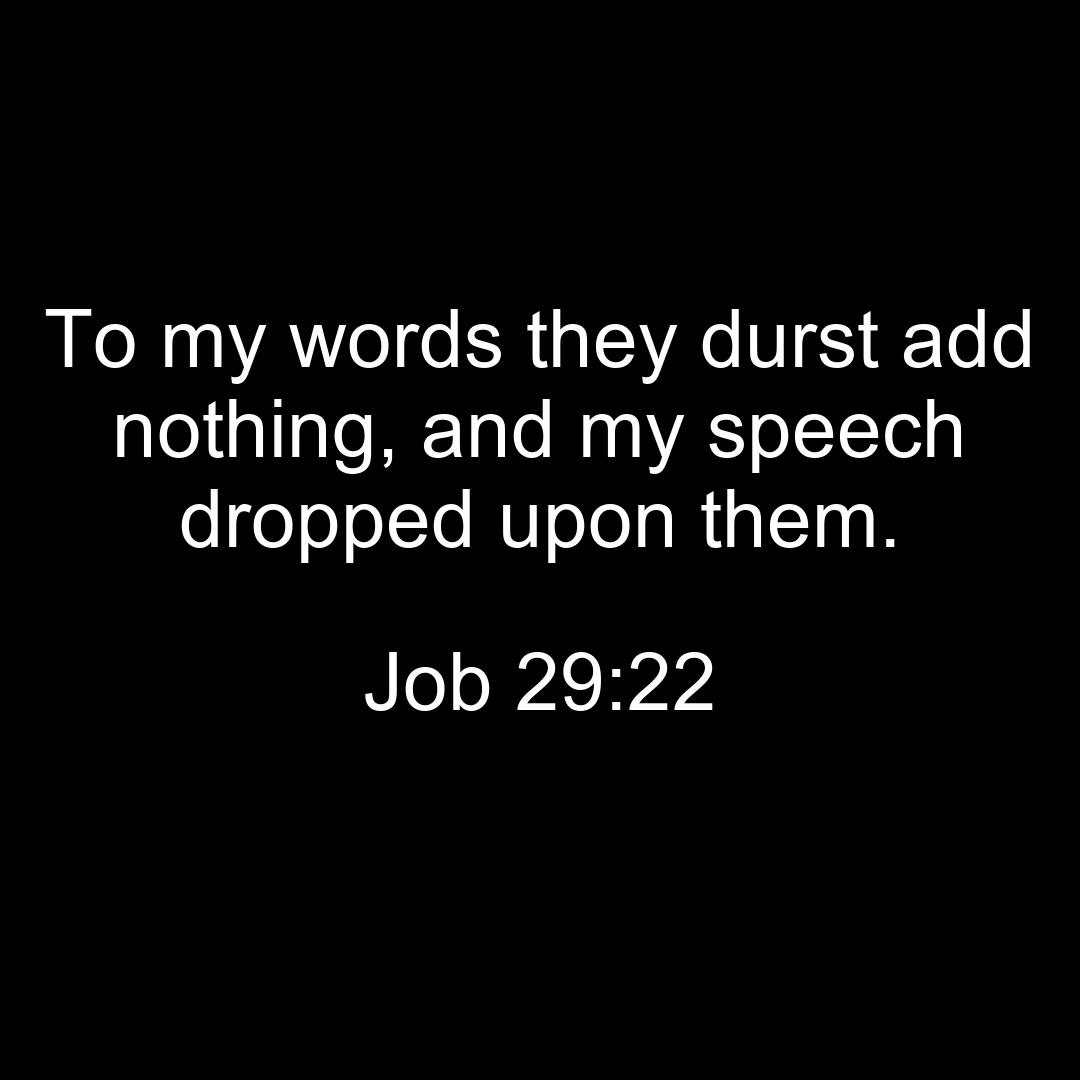 To my words they durst add
nothing, and my speech
dropped upon them.
Job 29:22